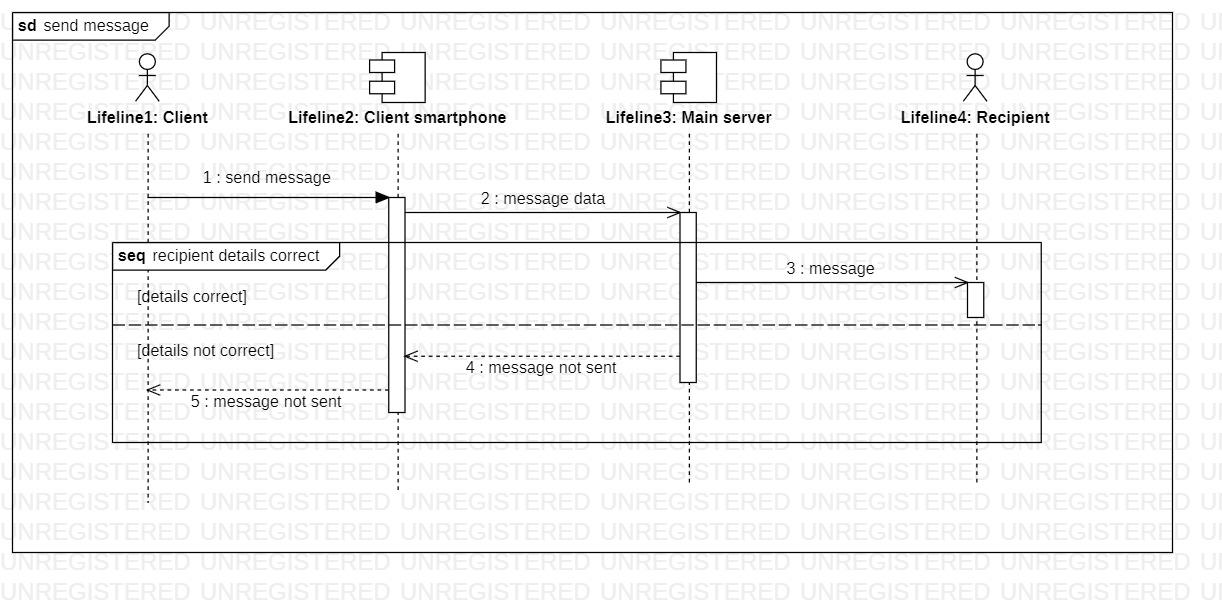 sd send message
Lifeline1: Client
Lifeline2: Client smartphone
Lifeline3: Main server
Lifeline4: Recipient
1 : send message
2 : message data
seq recipient details correct
3 : message
[details correct]
[details not correct]
4 : message not sent
5 : message not sent
UNREGISTERED